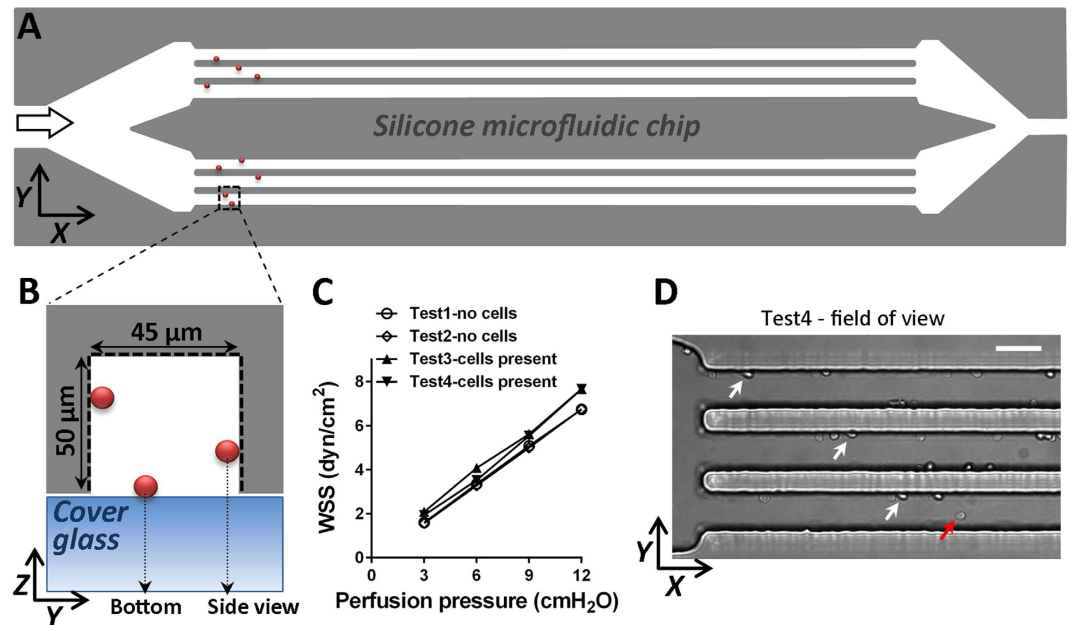 A
Silicone microfluidic chip
Y
X
B
45 µm
50 µm
Cover
glass
Z
Y
Bottom
Side view
C
Test1-no cells
Test2-no cells
Test3-cells present
Test4-cells present
WSS (dyn/cm²)
8
6
4
2
0
0
3
6
9
12
Perfusion pressure (cmH₂O)
D
Test4 - field of view
Y
X